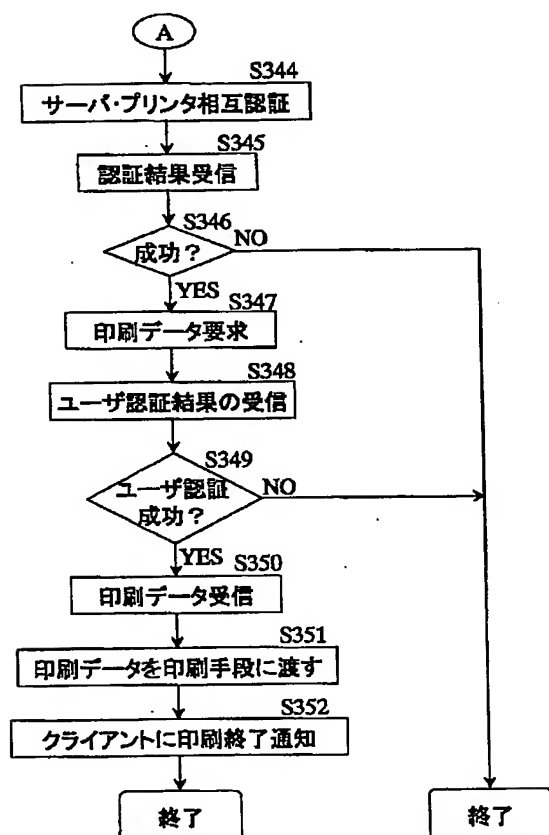 A
S344
サーバ・プリンタ相互認証
S345
認証結果受信
S346
成功？
NO
YES
S347
印刷データ要求
S348
ユーザ認証結果の受信
S349
ユーザ認証
成功？
NO
YES
S350
印刷データ受信
S351
印刷データを印刷手段に渡す
S352
クライアントに印刷終了通知
終了
終了